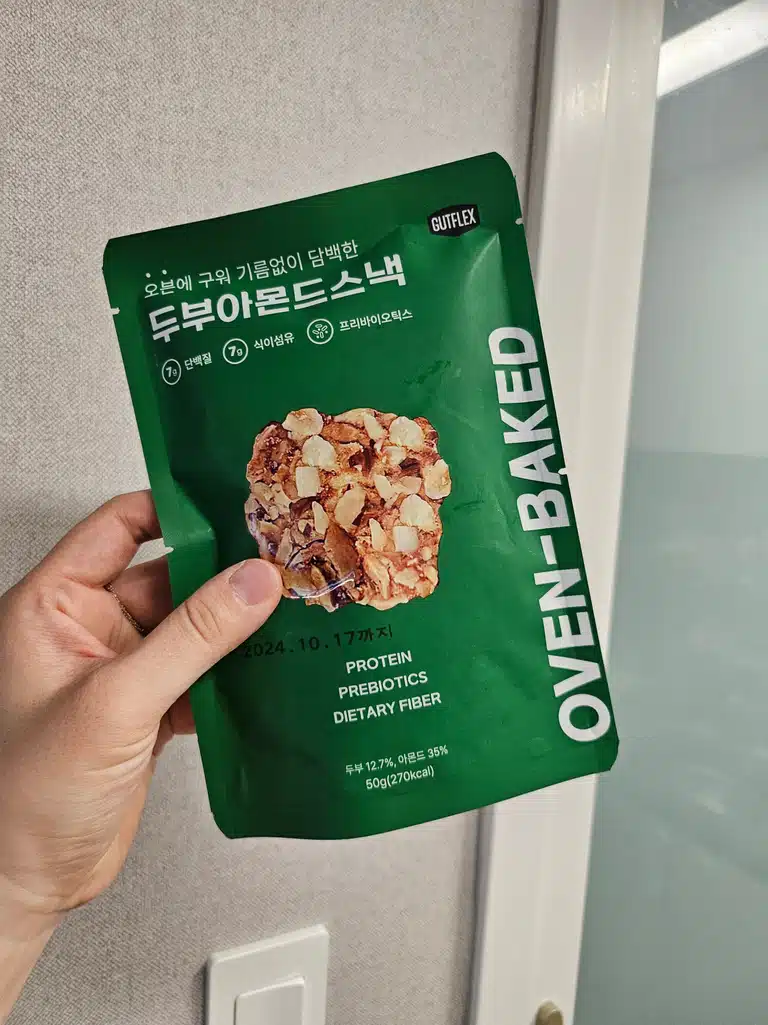 GUTFLEX
오븐에 구워 기름없이 담백한
두부아몬드스낵
7g 단백질 7g 식이섬유 프리바이오틱스
OVEN-BAKED
2024.10.17까지
PROTEIN
PREBIOTICS
DIETARY FIBER
두부 12.7%, 아몬드 35%
50g(270kcal)